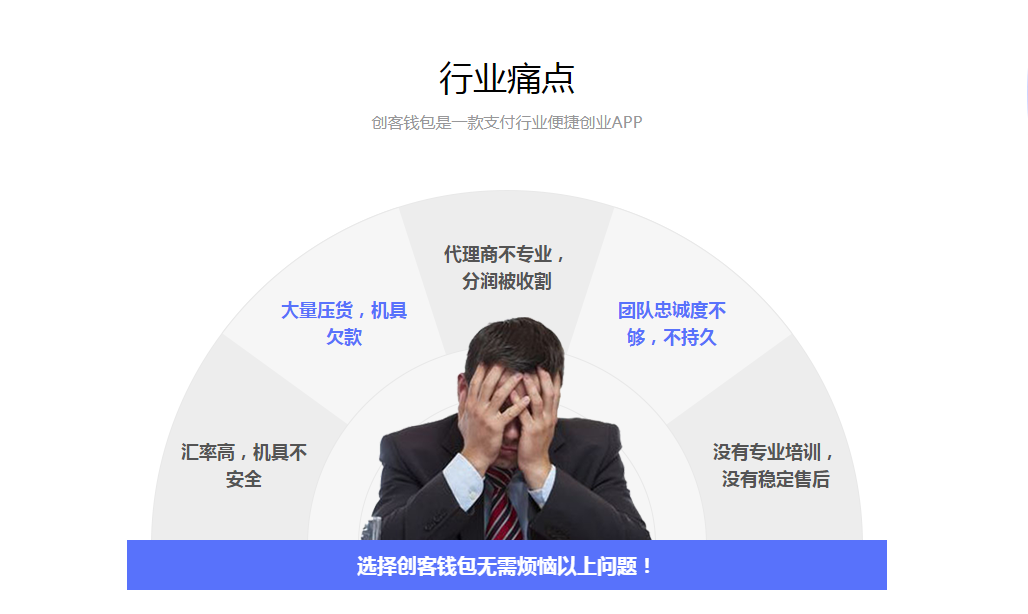 行业痛点
创客钱包是一款支付行业便捷创业APP
代理商不专业，
分润被收割
大量压货，机具
欠款
团队忠诚度不
够，不持久
汇率高，机具不
安全
没有专业培训，
没有稳定售后
选择创客钱包无需烦恼以上问题！